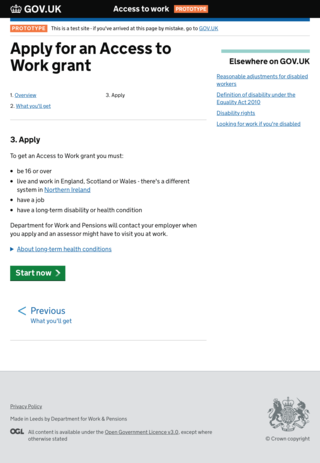 GOV.UK
Access to work PROTOTYPE
PROTOTYPE This is a test site - if you've arrived at this page by mistake, go to GOV.UK
Apply for an Access to
Work grant
1. Overview
2. What you'll get
3. Apply
3. Apply
To get an Access to Work grant you must:
be 16 or over
live and work in England, Scotland or Wales - there's a different
system in Northern Ireland
have a job
have a long-term disability or health condition
Department for Work and Pensions will contact your employer when
you apply and an assessor might have to visit you at work.
About long-term health conditions
Start now
Previous
What you'll get
Elsewhere on GOV.UK
Reasonable adjustments for disabled
workers
Definition of disability under the
Equality Act 2010
Disability rights
Looking for work if you're disabled
Privacy Policy
Made in Leeds by Department for Work & Pensions
OGL All content is available under the Open Government Licence v3.0, except where
otherwise stated
© Crown copyright